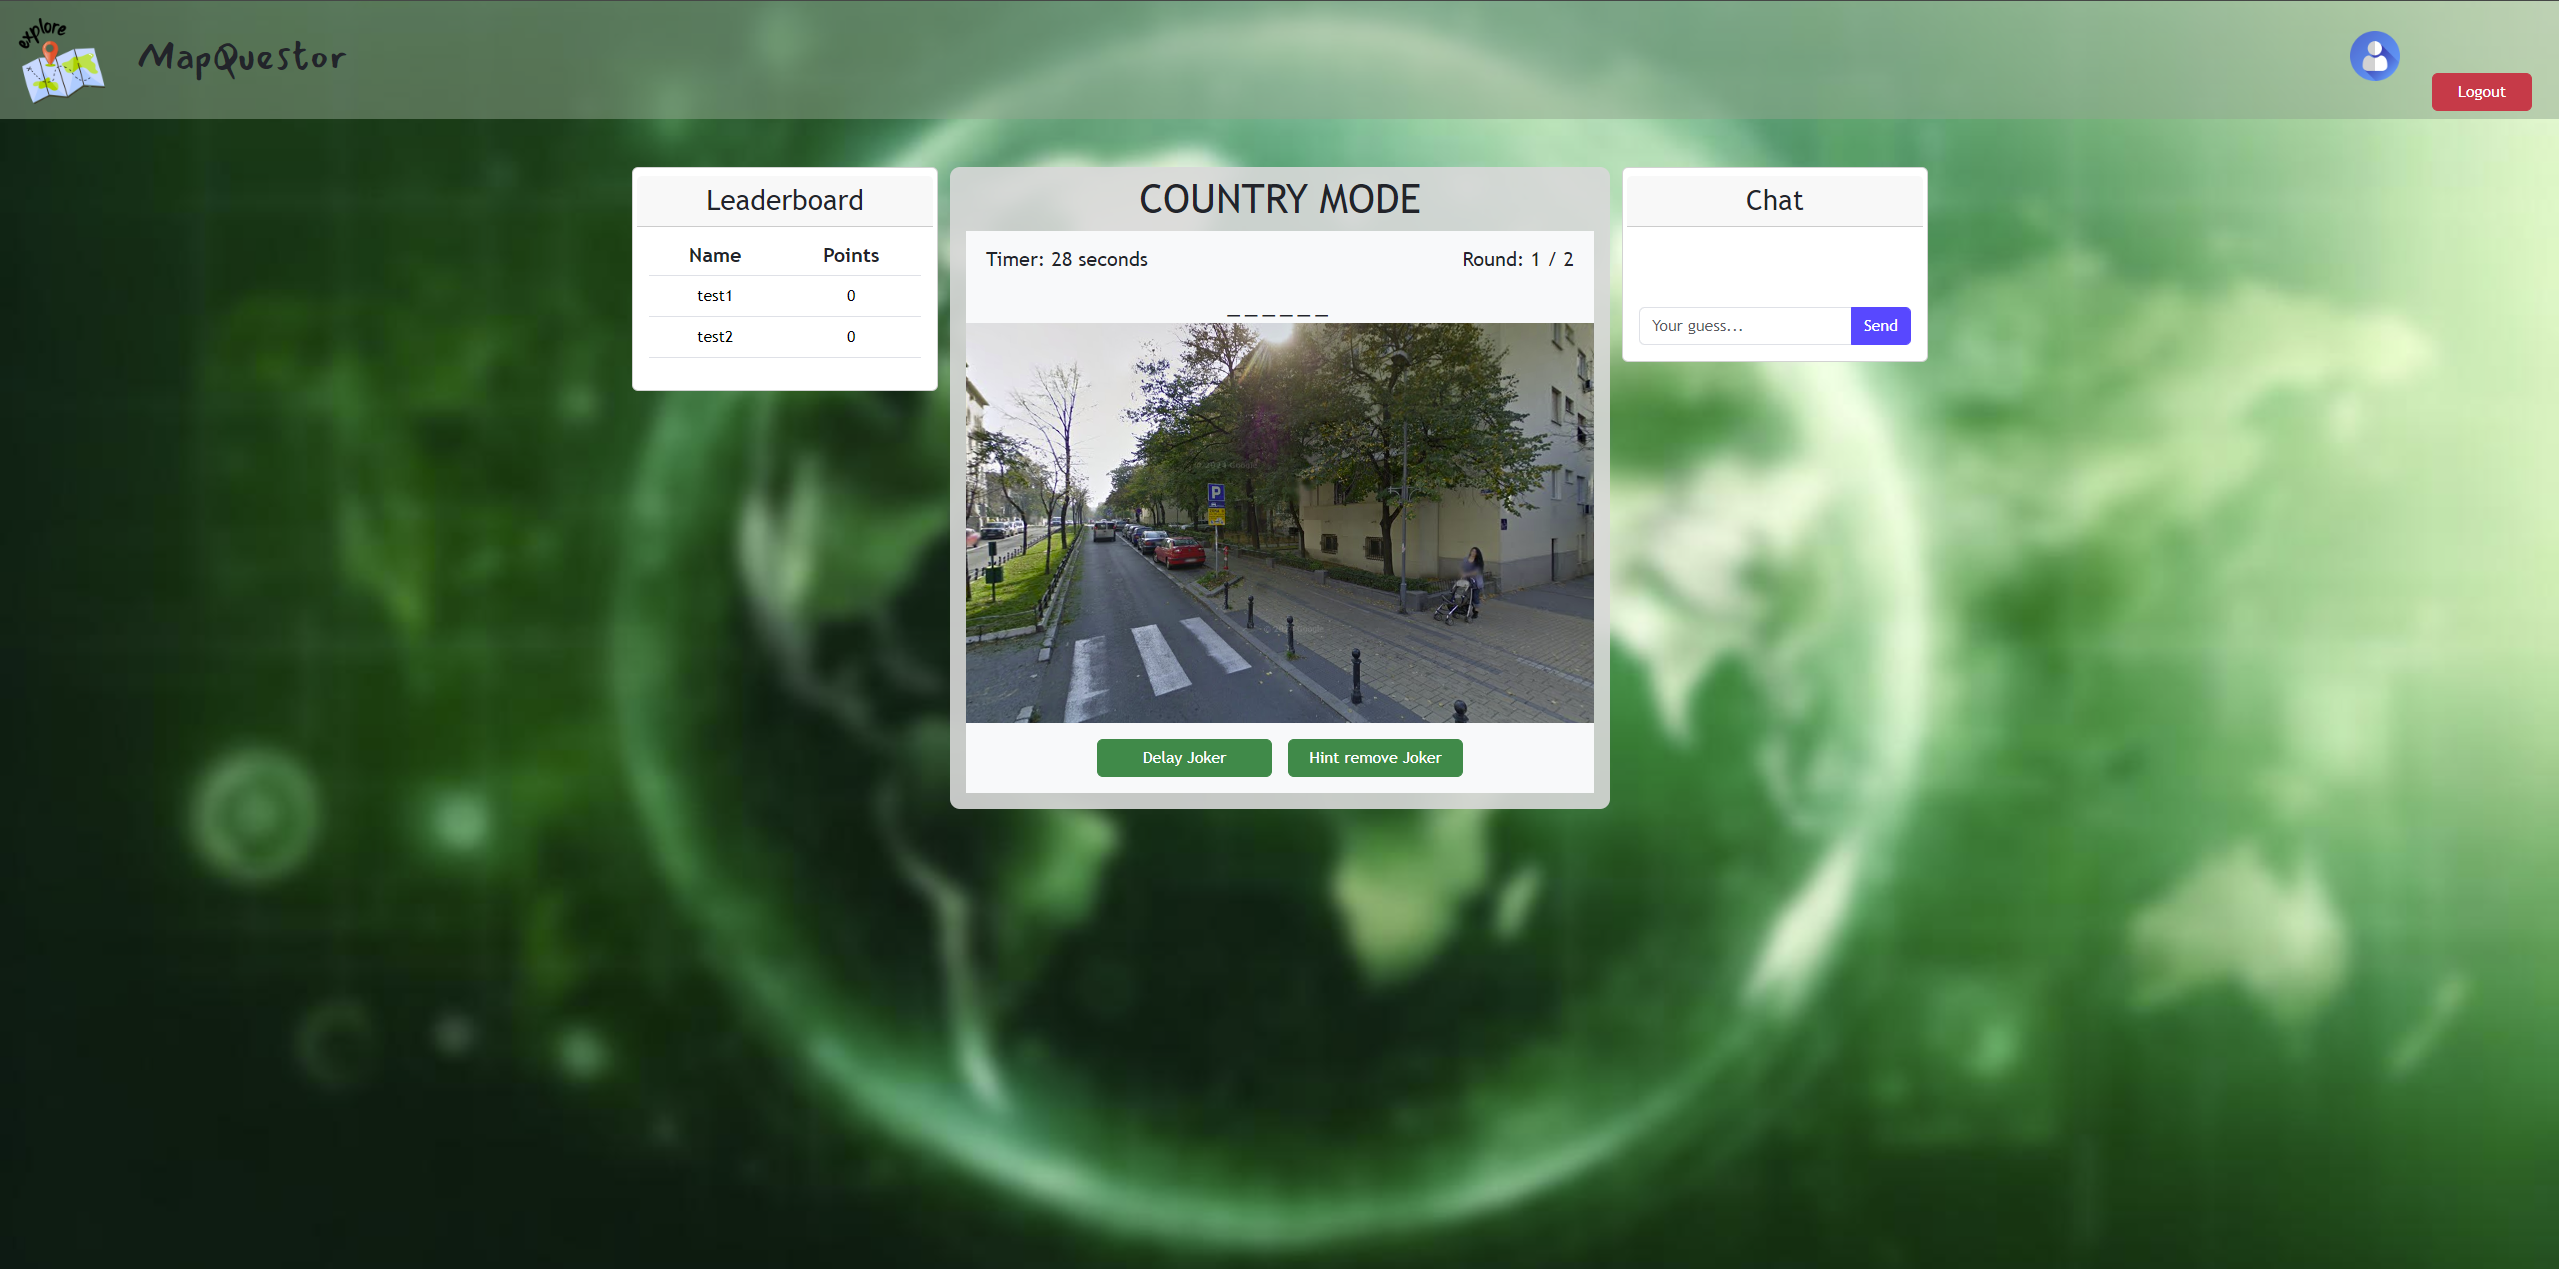 explore
MapQuestor
Logout
Leaderboard
Name Points
test1 0
test2 0
COUNTRY MODE
Timer: 28 seconds Round: 1 / 2
_ _ _ _ _ _
P
Delay Joker Hint remove Joker
Chat
Your guess... Send